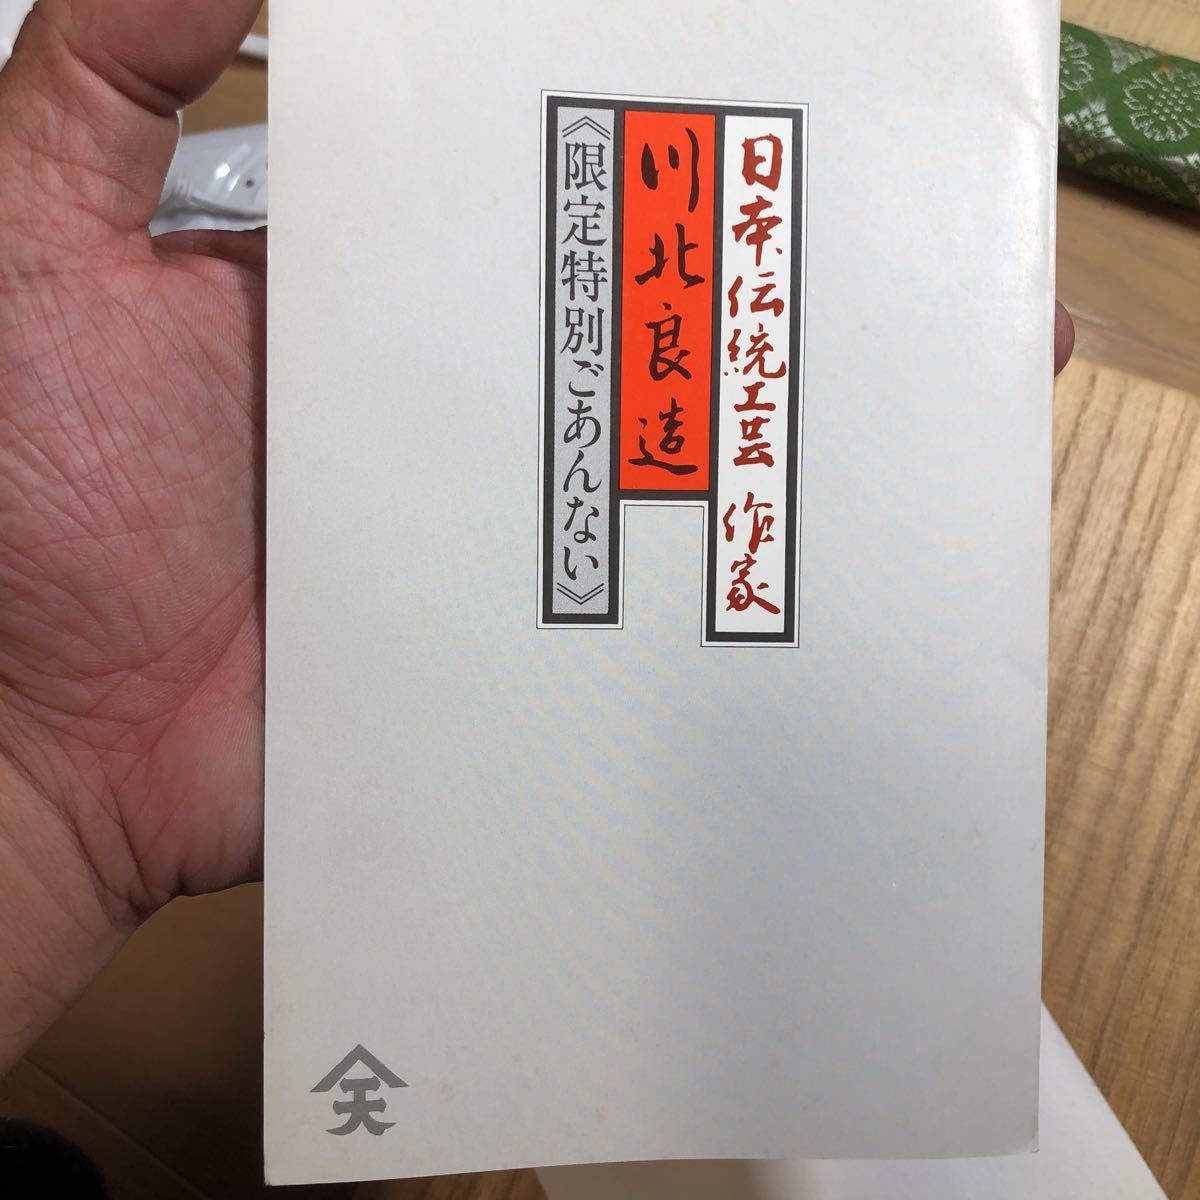 日本伝統工芸 作家
川北良造
《限定特別ごあんない》
天